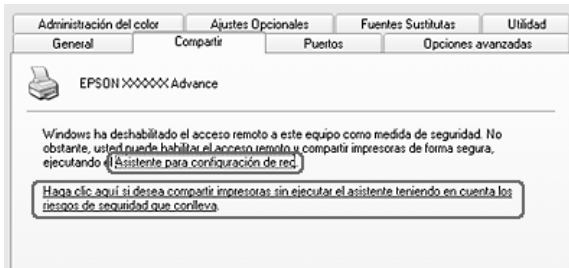 Administración del color Ajustes Opcionales Fuentes Sustitutas Utilidad
General Compartir Puertos Opciones avanzadas
EPSON XXXXXX Advance
Windows ha deshabilitado el acceso remoto a este equipo como medida de seguridad. No
obstante, usted puede habilitar el acceso remoto y compartir impresoras de forma segura,
ejecutando el Asistente para configuración de red.
Haga clic aquí si desea compartir impresoras sin ejecutar el asistente teniendo en cuenta los
riesgos de seguridad que conlleva.